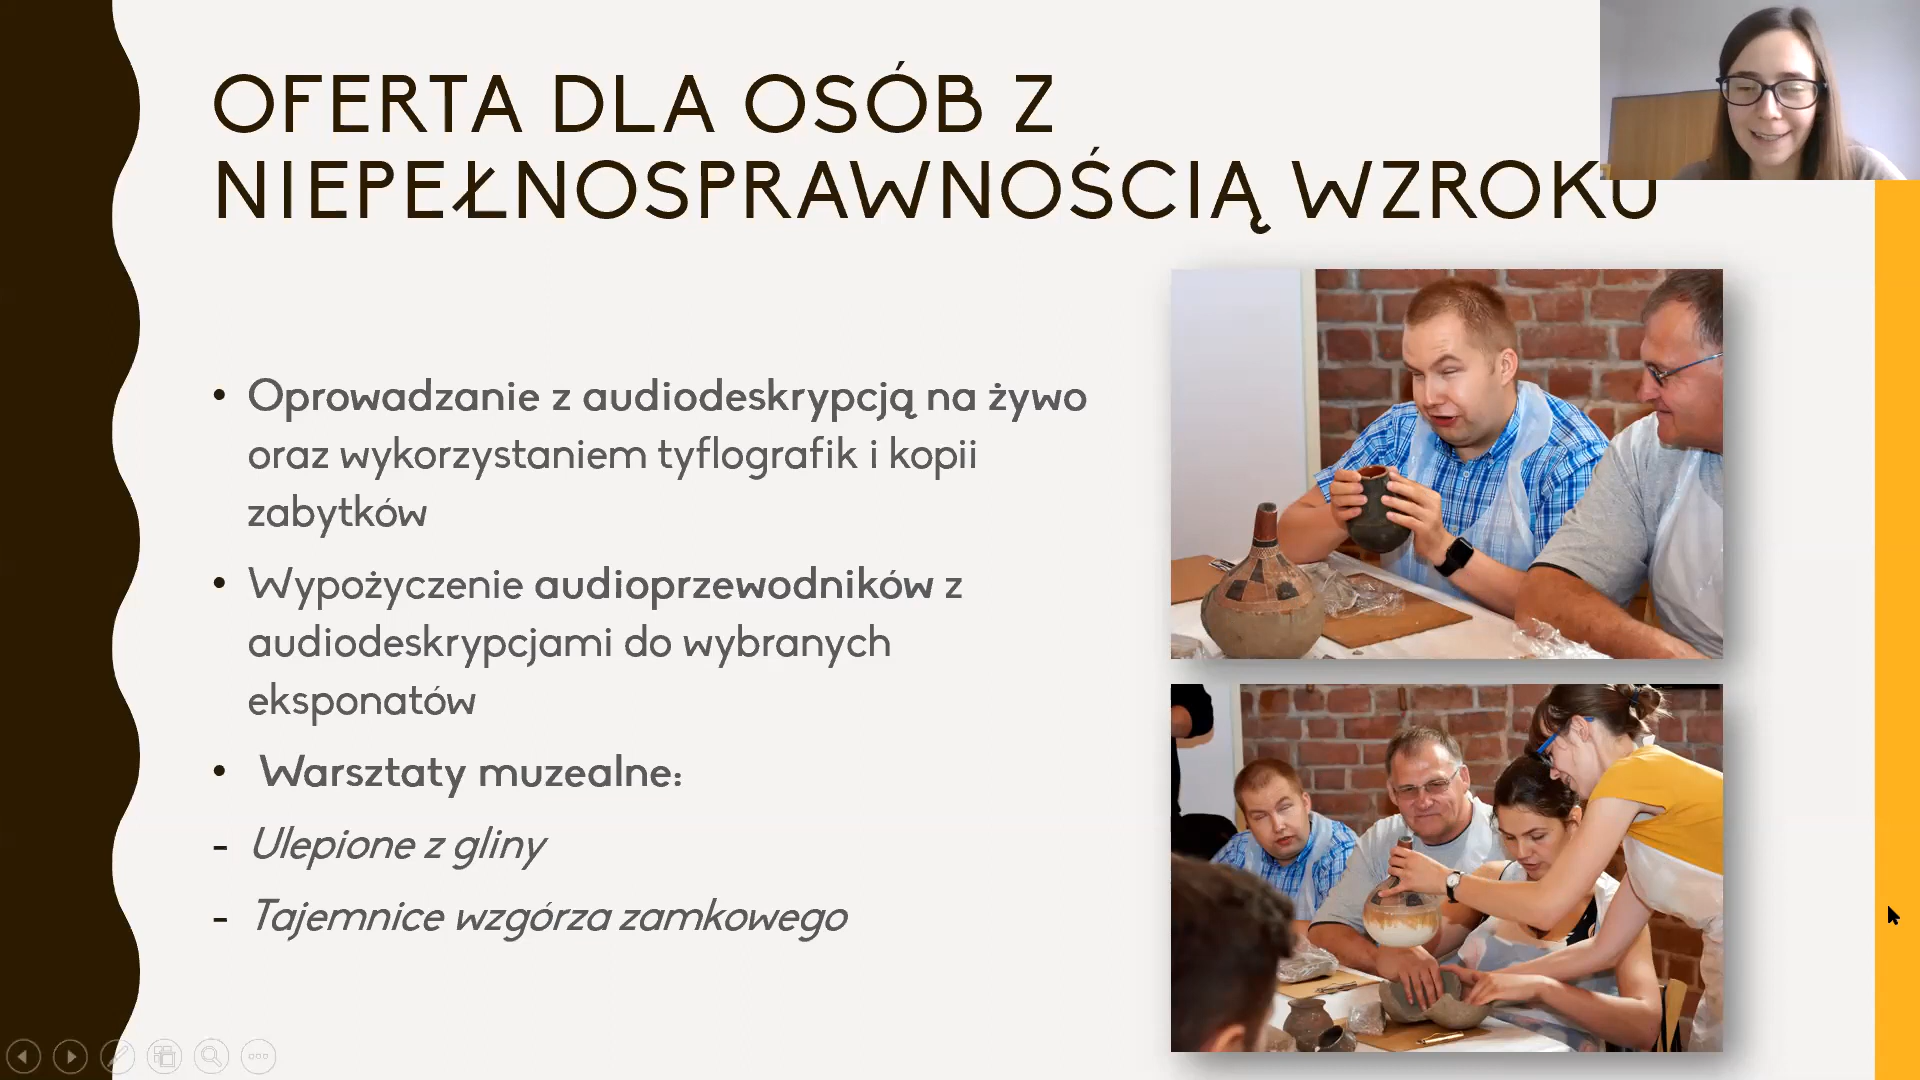 OFERTA DLA OSÓB Z
NIEPEŁNOSPRAWNOŚCIĄ WZROKU
• Oprowadzanie z audiodeskrypcją na żywo
oraz wykorzystaniem tyflografik i kopii
zabytków
• Wypożyczenie audioprzewodników z
audiodeskrypcjami do wybranych
eksponatów
• Warsztaty muzealne:
- Ulepione z gliny
- Tajemnice wzgórza zamkowego